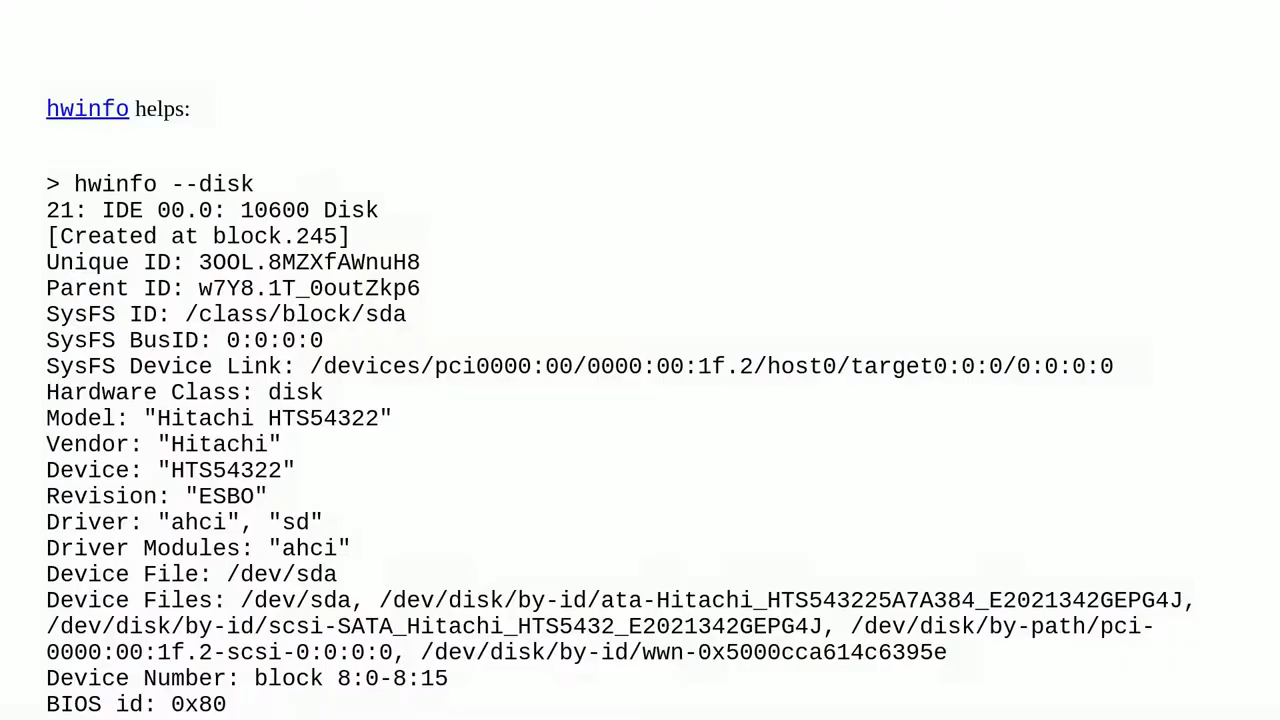 hwinfo helps:
> hwinfo --disk
21: IDE 00.0: 10600 Disk
[Created at block.245]
Unique ID: 3OOL.8MZXfAWnuH8
Parent ID: w7Y8.1T_0outZkp6
SysFS ID: /class/block/sda
SysFS BusID: 0:0:0:0
SysFS Device Link: /devices/pci0000:00/0000:00:1f.2/host0/target0:0:0/0:0:0:0
Hardware Class: disk
Model: "Hitachi HTS54322"
Vendor: "Hitachi"
Device: "HTS54322"
Revision: "ESBO"
Driver: "ahci", "sd"
Driver Modules: "ahci"
Device File: /dev/sda
Device Files: /dev/sda, /dev/disk/by-id/ata-Hitachi_HTS543225A7A384_E2021342GEPG4J,
/dev/disk/by-id/scsi-SATA_Hitachi_HTS5432_E2021342GEPG4J, /dev/disk/by-path/pci-
0000:00:1f.2-scsi-0:0:0:0, /dev/disk/by-id/wwn-0x5000cca614c6395e
Device Number: block 8:0-8:15
BIOS id: 0x80